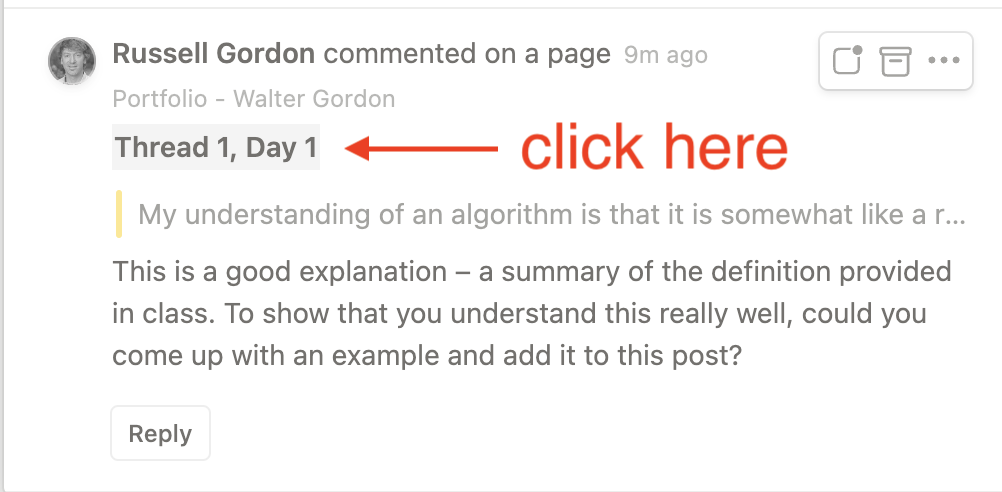 Russell Gordon commented on a page 9m ago
Portfolio - Walter Gordon
Thread 1, Day 1
click here
My understanding of an algorithm is that it is somewhat like a r...
This is a good explanation – a summary of the definition provided
in class. To show that you understand this really well, could you
come up with an example and add it to this post?
Reply